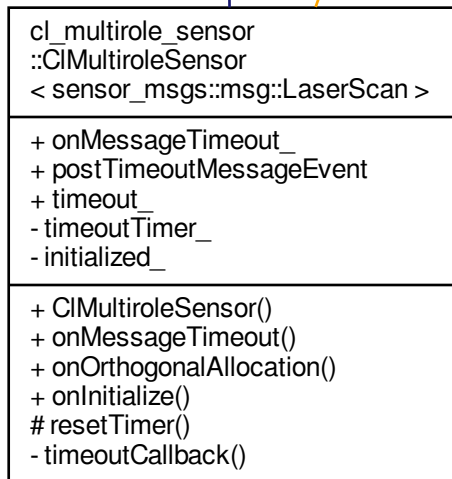 cl_multirole_sensor
::ClMultiroleSensor
< sensor_msgs::msg::LaserScan >
+ onMessageTimeout_
+ postTimeoutMessageEvent
+ timeout_
- timeoutTimer_
- initialized_
+ ClMultiroleSensor()
+ onMessageTimeout()
+ onOrthogonalAllocation()
+ onInitialize()
# resetTimer()
- timeoutCallback()